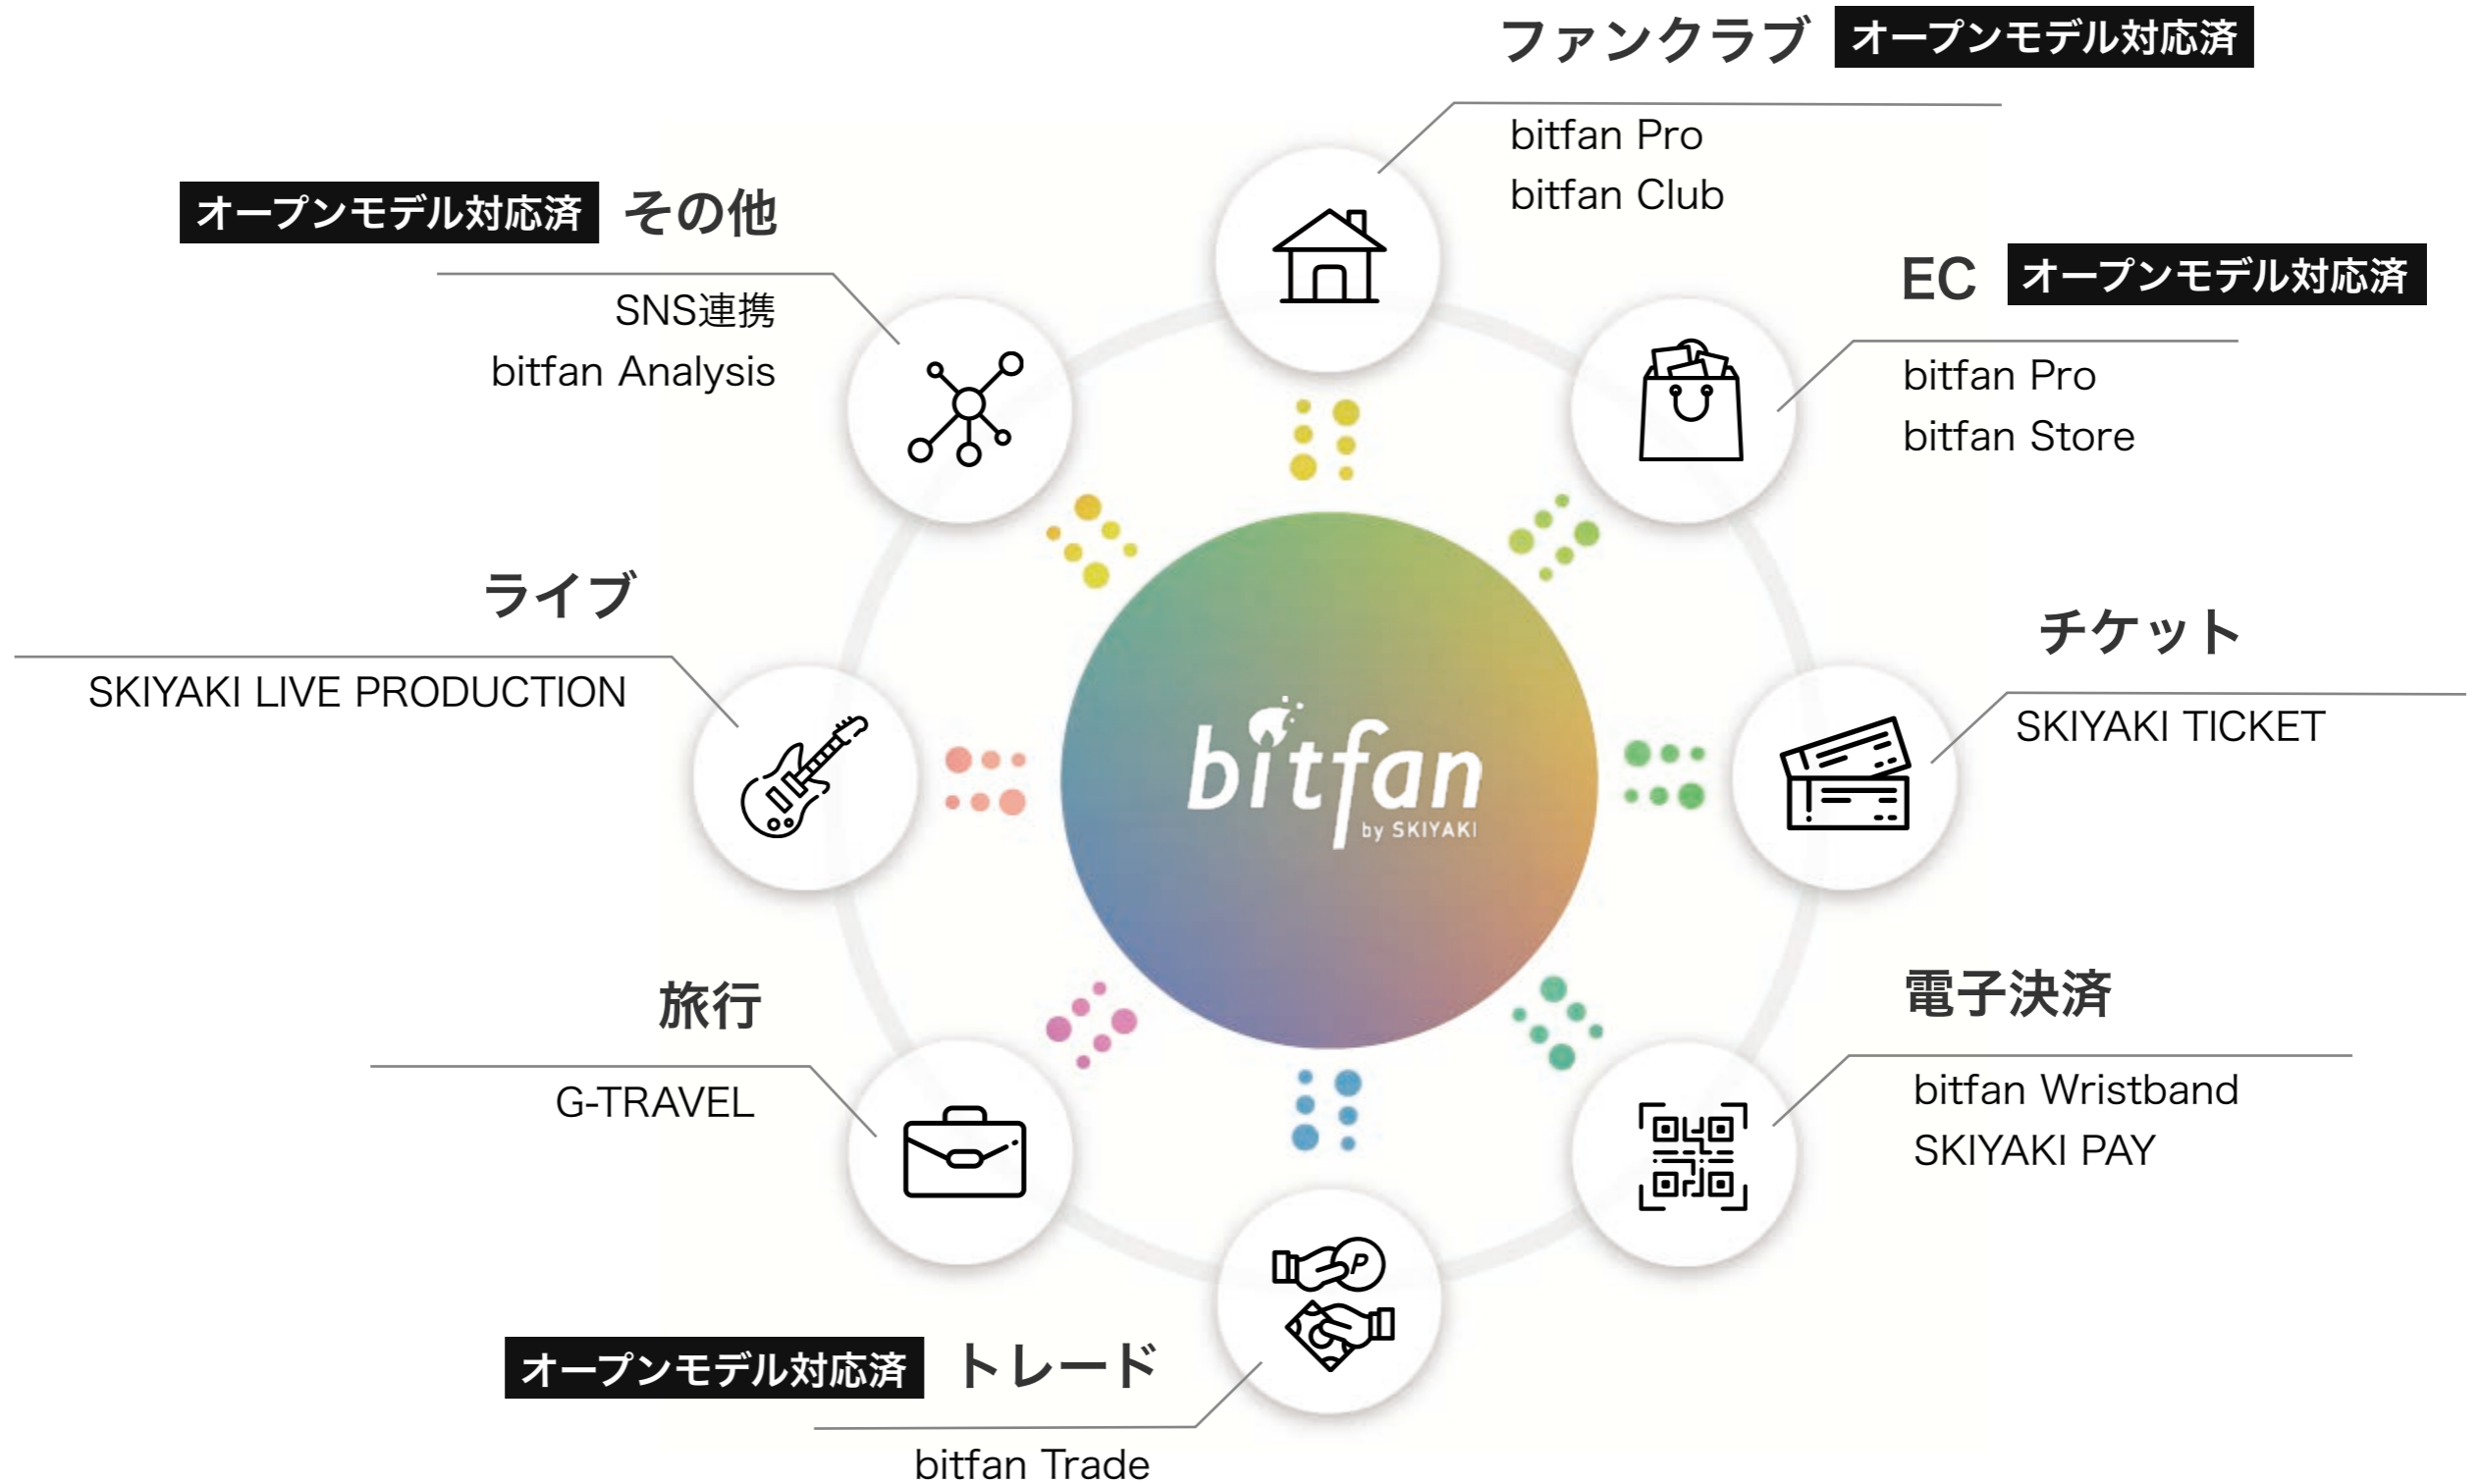 ファンクラブ オープンモデル対応済
bitfan Pro
bitfan Club
EC オープンモデル対応済
bitfan Pro
bitfan Store
チケット
SKIYAKI TICKET
電子決済
bitfan Wristband
SKIYAKI PAY
オープンモデル対応済 トレード
bitfan Trade
P
旅行
G-TRAVEL
ライブ
SKIYAKI LIVE PRODUCTION
オープンモデル対応済 その他
SNS連携
bitfan Analysis
bitfan
by SKIYAKI